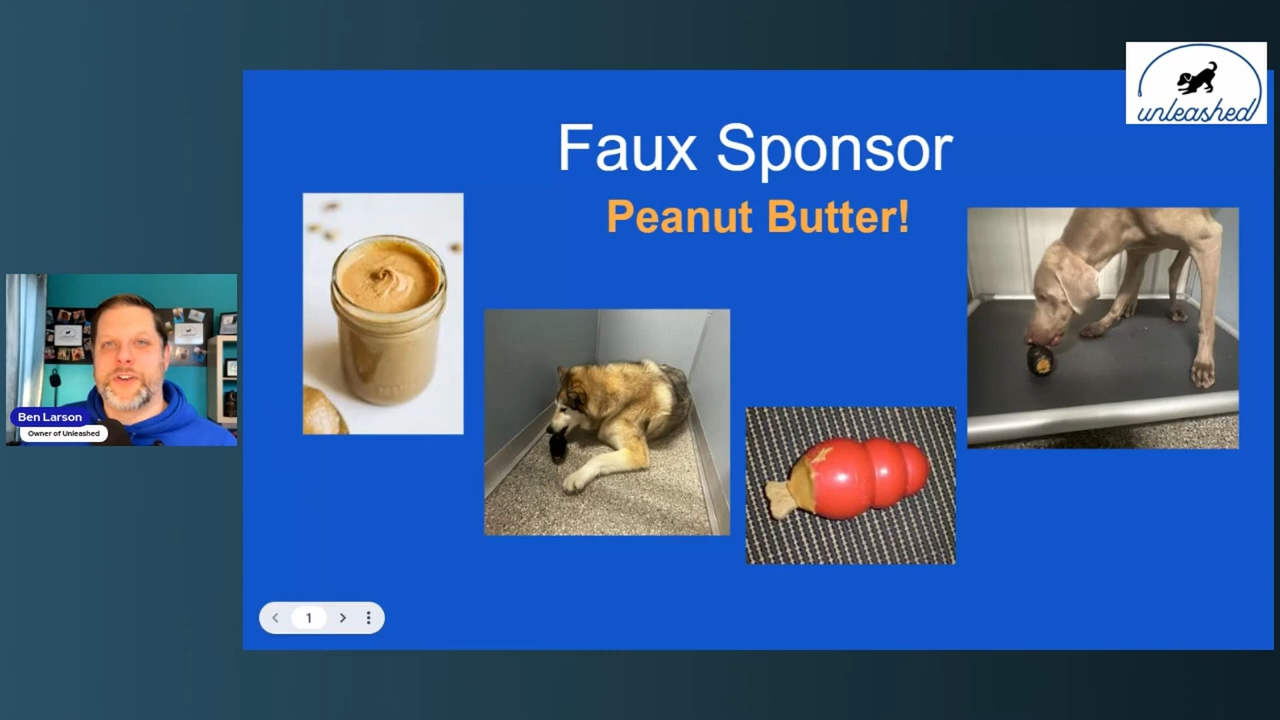 unleashed
Faux Sponsor
Peanut Butter!
Ben Larson
Owner of Unleashed
1